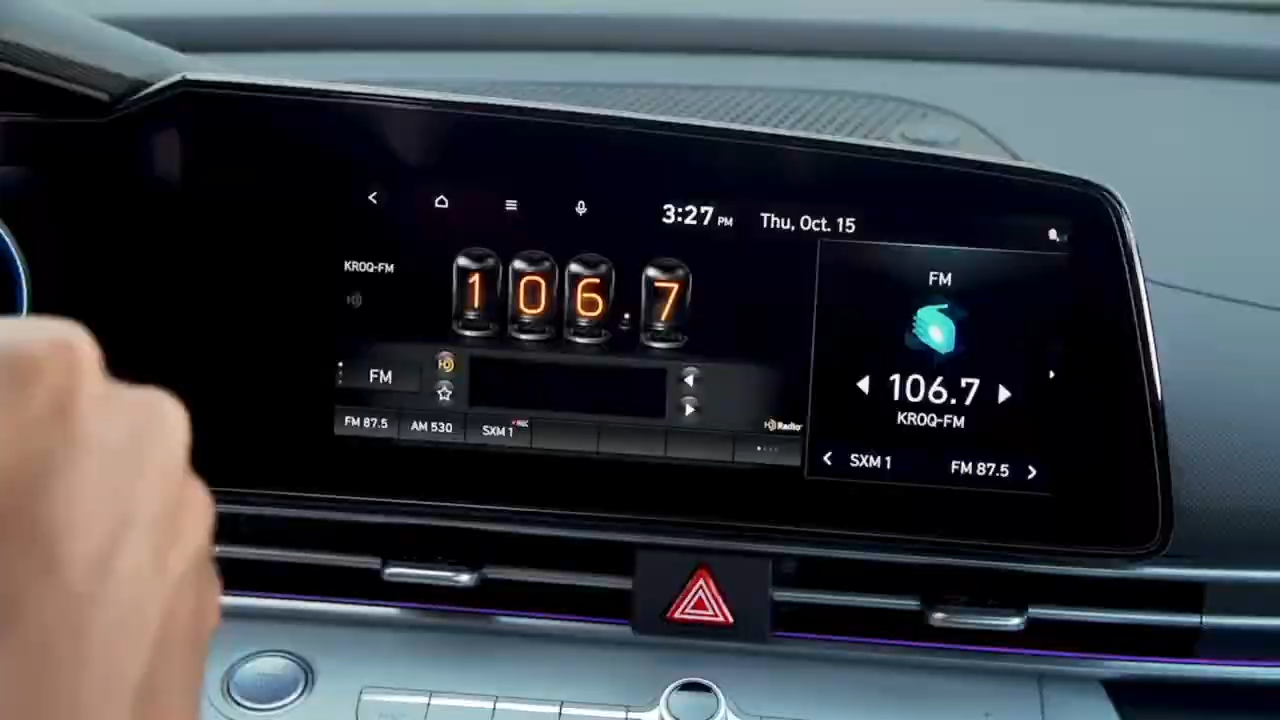 3:27 PM Thu, Oct. 15
KROQ-FM
106.7
FM
FM 87.5 AM 530 SXM 1
HD Radio
FM
106.7
KROQ-FM
SXM 1 FM 87.5